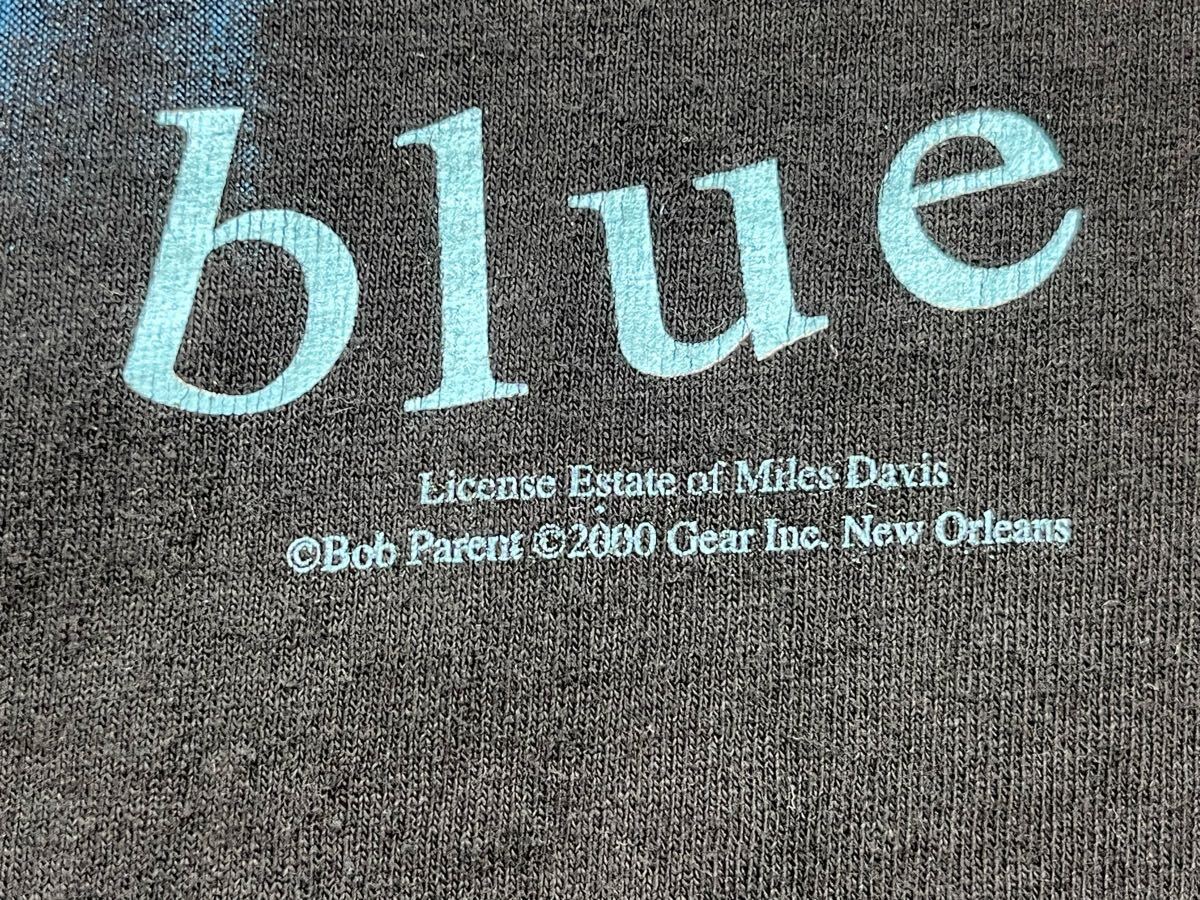 blue
License Estate of Miles Davis
©Bob Parent ©2000 Gear Inc. New Orleans